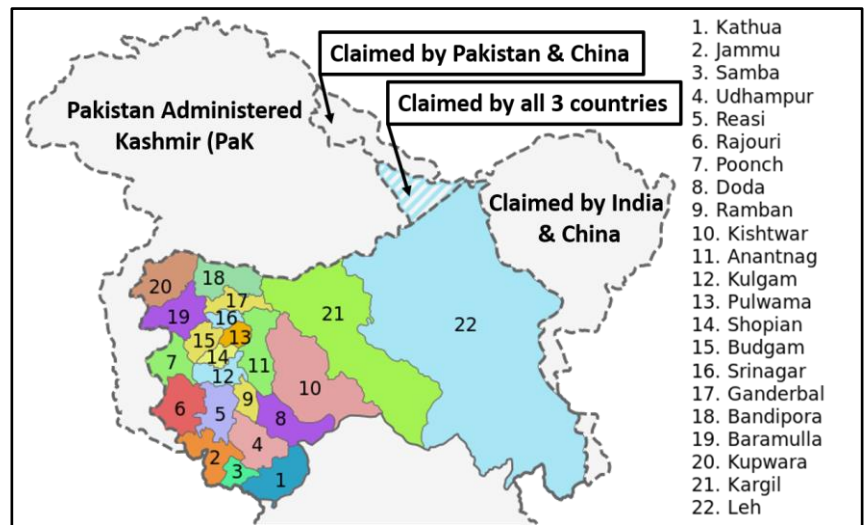 Claimed by Pakistan & China
Claimed by all 3 countries
Pakistan Administered
Kashmir (PaK
Claimed by India
& China
20
18
17
19
16
15
13
14
21
22
7
12
11
10
6
5
9
8
4
2
3
1
1. Kathua
2. Jammu
3. Samba
4. Udhampur
5. Reasi
6. Rajouri
7. Poonch
8. Doda
9. Ramban
10. Kishtwar
11. Anantnag
12. Kulgam
13. Pulwama
14. Shopian
15. Budgam
16. Srinagar
17. Ganderbal
18. Bandipora
19. Baramulla
20. Kupwara
21. Kargil
22. Leh